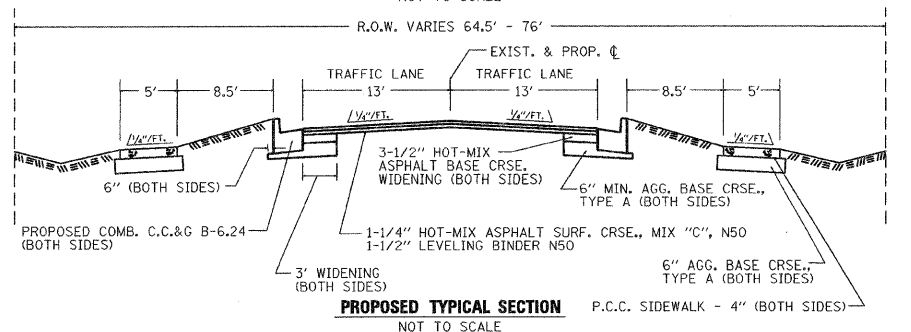 R.O.W. VARIES 64.5' - 76'
EXIST. & PROP. ℄
TRAFFIC LANE
TRAFFIC LANE
5'
8.5'
13'
13'
8.5'
5'
1/4"/FT.
1/4"/FT.
1/4"/FT.
1/4"/FT.
3-1/2" HOT-MIX
ASPHALT BASE CRSE.
WIDENING (BOTH SIDES)
6" (BOTH SIDES)
6" MIN. AGG. BASE CRSE.,
TYPE A (BOTH SIDES)
PROPOSED COMB. C.C.&G B-6.24
(BOTH SIDES)
1-1/4" HOT-MIX ASPHALT SURF. CRSE., MIX "C", N50
1-1/2" LEVELING BINDER N50
3' WIDENING
(BOTH SIDES)
6" AGG. BASE CRSE.,
TYPE A (BOTH SIDES)
P.C.C. SIDEWALK - 4" (BOTH SIDES)
PROPOSED TYPICAL SECTION
NOT TO SCALE